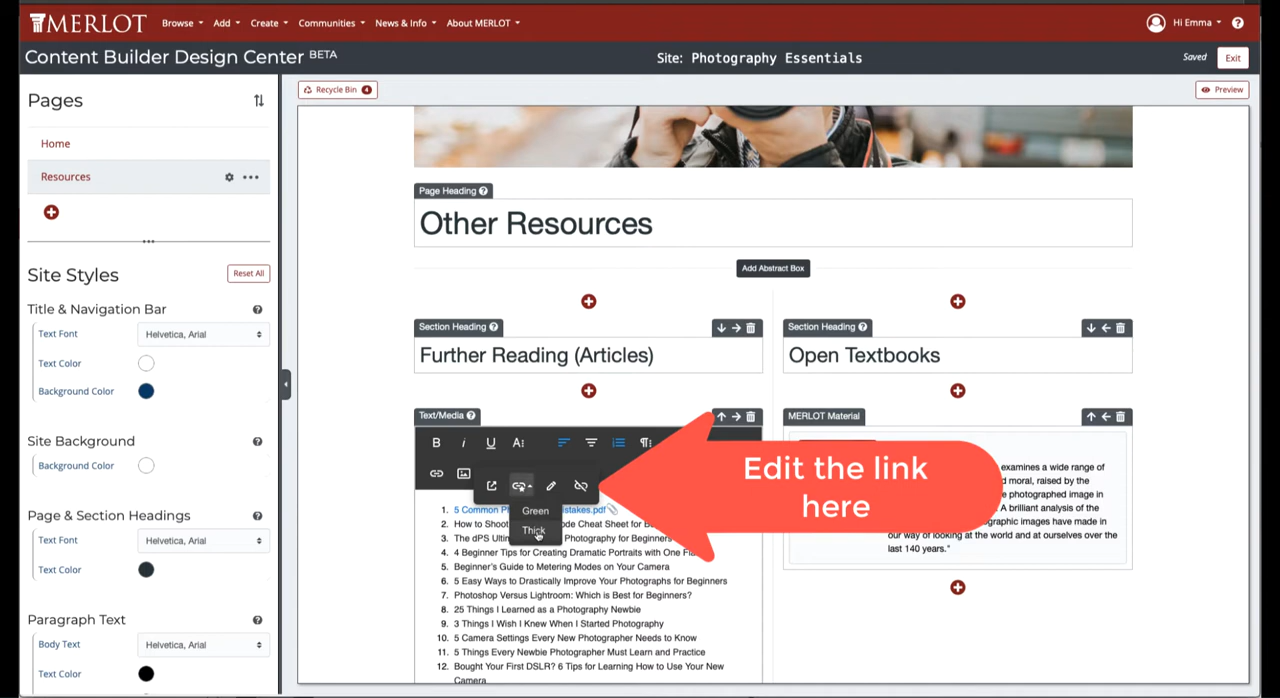 MERLOT Browse Add Create Communities News & Info About MERLOT Hi Emma ?
Content Builder Design Center BETA Site: Photography Essentials Saved Exit
Pages
Home
Resources
Site Styles Reset All
Title & Navigation Bar
Text Font Helvetica, Arial
Text Color
Background Color
Site Background
Background Color
Page & Section Headings
Text Font Helvetica, Arial
Text Color
Paragraph Text
Body Text Helvetica, Arial
Text Color
Recycle Bin 4 Preview
Page Heading
Other Resources
Add Abstract Box
Section Heading
Further Reading (Articles)
Text/Media
B i U A
Green
Thick
1. 5 Common stakes.pdf
2. How to Shoot ode Cheat Sheet for
3. The dPS Photography for Beginners
4. 4 Beginner Tips for Creating Dramatic Portraits with One
5. Beginner's Guide to Metering Modes on Your Camera
6. 5 Easy Ways to Drastically Improve Your Photographs for Beginners
7. Photoshop Versus Lightroom: Which is Best for Beginners?
8. 25 Things I Learned as a Photography Newbie
9. 3 Things I Wish I Knew When I Started Photography
10. 5 Camera Settings Every New Photographer Needs to Know
11. 5 Things Every Newbie Photographer Must Learn and Practice
12. Bought Your First DSLR? 6 Tips for Learning How to Use Your New
Camera
Section Heading
Open Textbooks
MERLOT Material
examines a wide range of
d moral, raised by the
e photographed image in
A brilliant analysis of the
ographic images have made in
our way of looking at the world and at ourselves over the
last 140 years."
Edit the link
here